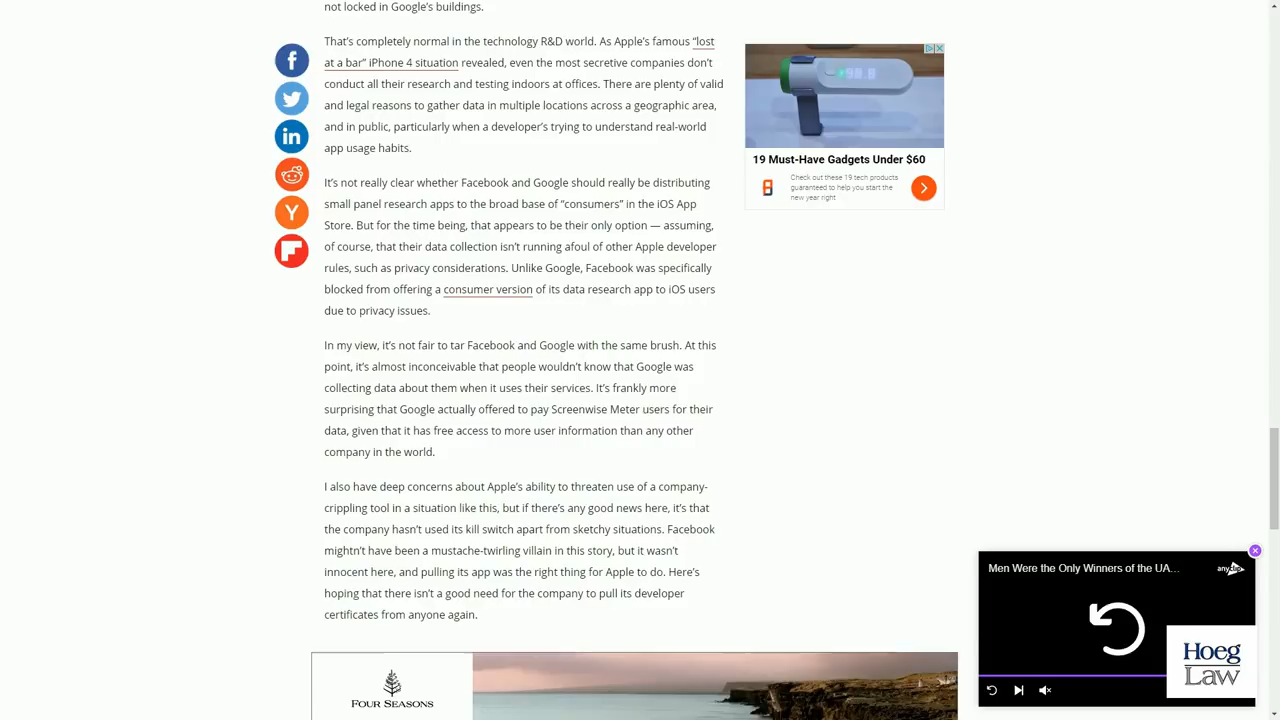 not locked in Google's buildings.
That's completely normal in the technology R&D world. As Apple's famous “lost
at a bar” iPhone 4 situation revealed, even the most secretive companies don't
conduct all their research and testing indoors at offices. There are plenty of valid
and legal reasons to gather data in multiple locations across a geographic area,
and in public, particularly when a developer's trying to understand real-world
app usage habits.
It's not really clear whether Facebook and Google should really be distributing
small panel research apps to the broad base of “consumers” in the iOS App
Store. But for the time being, that appears to be their only option — assuming,
of course, that their data collection isn't running afoul of other Apple developer
rules, such as privacy considerations. Unlike Google, Facebook was specifically
blocked from offering a consumer version of its data research app to iOS users
due to privacy issues.
In my view, it's not fair to tar Facebook and Google with the same brush. At this
point, it's almost inconceivable that people wouldn't know that Google was
collecting data about them when it uses their services. It's frankly more
surprising that Google actually offered to pay Screenwise Meter users for their
data, given that it has free access to more user information than any other
company in the world.
I also have deep concerns about Apple's ability to threaten use of a company-
crippling tool in a situation like this, but if there's any good news here, it's that
the company hasn't used its kill switch apart from sketchy situations. Facebook
mightn't have been a mustache-twirling villain in this story, but it wasn't
innocent here, and pulling its app was the right thing for Apple to do. Here's
hoping that there isn't a good need for the company to pull its developer
certificates from anyone again.
19 Must-Have Gadgets Under $60
Check out these 19 tech products
guaranteed to help you start the
new year right
Men Were the Only Winners of the UA...
Hoeg
Law
FOUR SEASONS